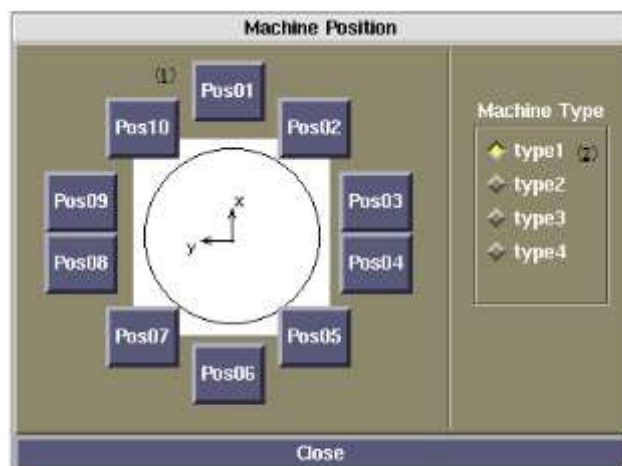 Machine Position
(1)
Pos01
Pos10
Pos02
Machine Type
type1 (2)
type2
type3
type4
Pos09
Pos03
x
y
Pos08
Pos04
Pos07
Pos05
Pos06
Close